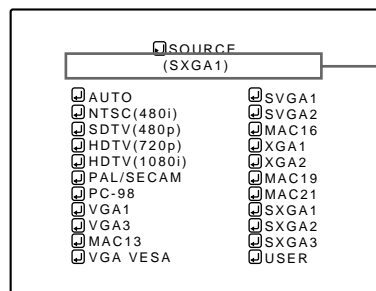 SOURCE
(SXGA1)
AUTO
NTSC(480i)
SDTV(480p)
HDTV(720p)
HDTV(1080i)
PAL/SECAM
PC-98
VGA1
VGA3
MAC13
VGA VESA
SVGA1
SVGA2
MAC16
XGA1
XGA2
MAC19
MAC21
SXGA1
SXGA2
SXGA3
USER